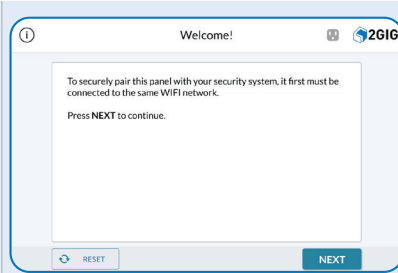 Welcome!
2GIG
To securely pair this panel with your security system, it first must be
connected to the same WIFI network.
Press NEXT to continue.
RESET
NEXT